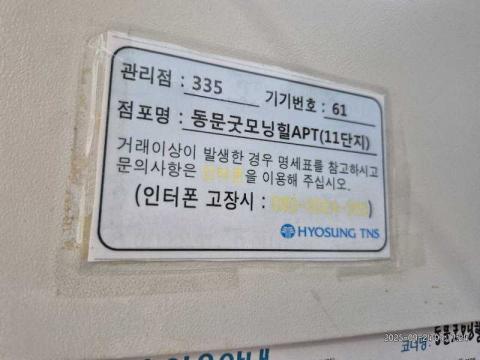 관리점 : 335 기기번호 : 61
점포명 : 동문굿모닝힐APT(11단지)
거래이상이 발생한 경우 명세표를 참고하시고
문의사항은 인터폰을 이용해 주십시오.
(인터폰 고장시 :
HYOSUNG TNS
코너명: